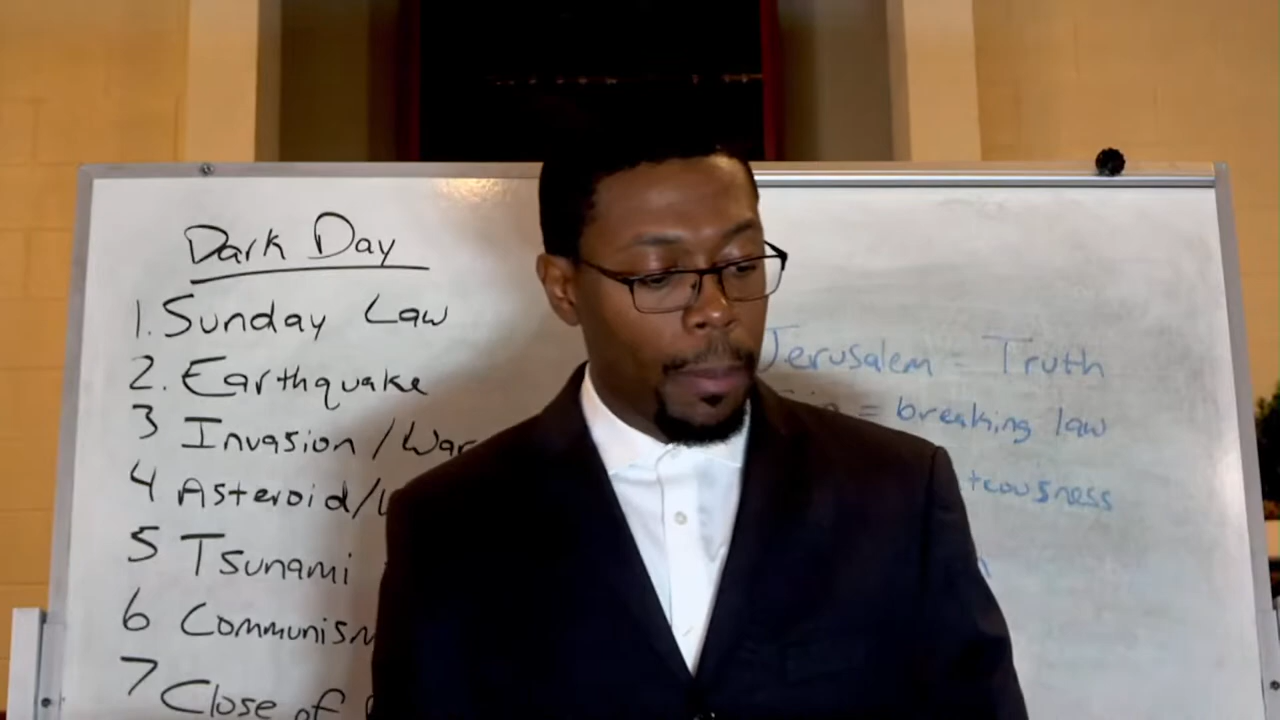 Dark Day
1. Sunday Law
2. Earthquake
3 Invasion / War
4 Asteroid/
5 Tsunami
6 Communism
7 Close of
Jerusalem = Truth
= breaking law